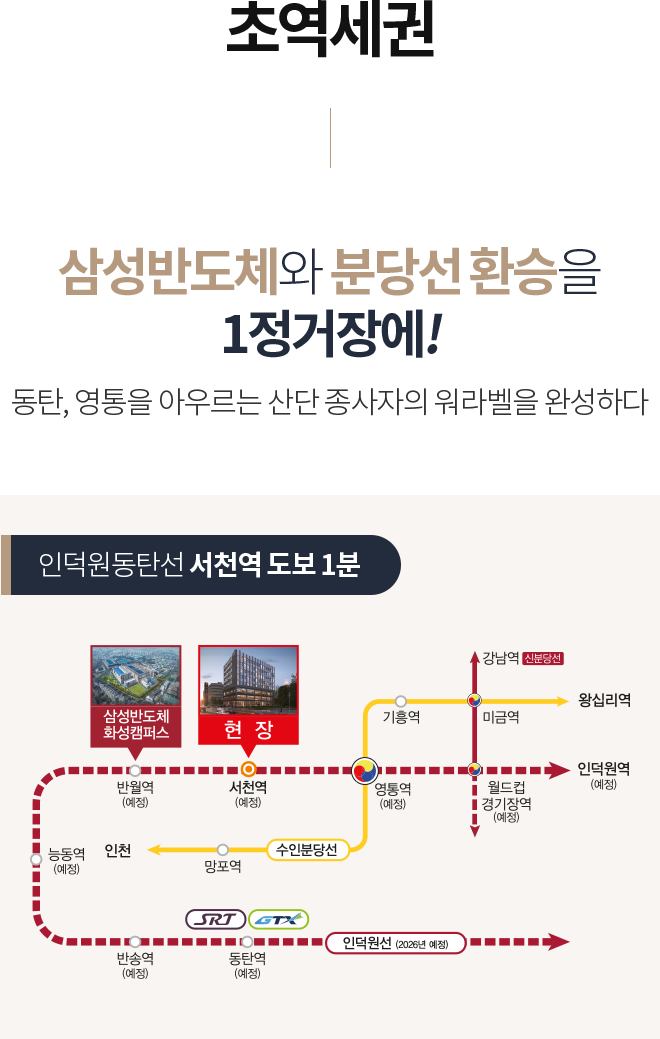 초역세권
삼성반도체와 분당선 환승을
1정거장에!
동탄, 영통을 아우르는 산단 종사자의 워라벨을 완성하다
인덕원동탄선 서천역 도보 1분
강남역 신분당선
삼성반도체
화성캠퍼스
현 장
왕십리역
기흥역
미금역
인덕원역
(예정)
반월역
(예정)
서천역
(예정)
영통역
(예정)
월드컵
경기장역
(예정)
능동역
(예정)
인천
망포역
수인분당선
SRT
GTX
인덕원선 (2026년 예정)
반송역
(예정)
동탄역
(예정)